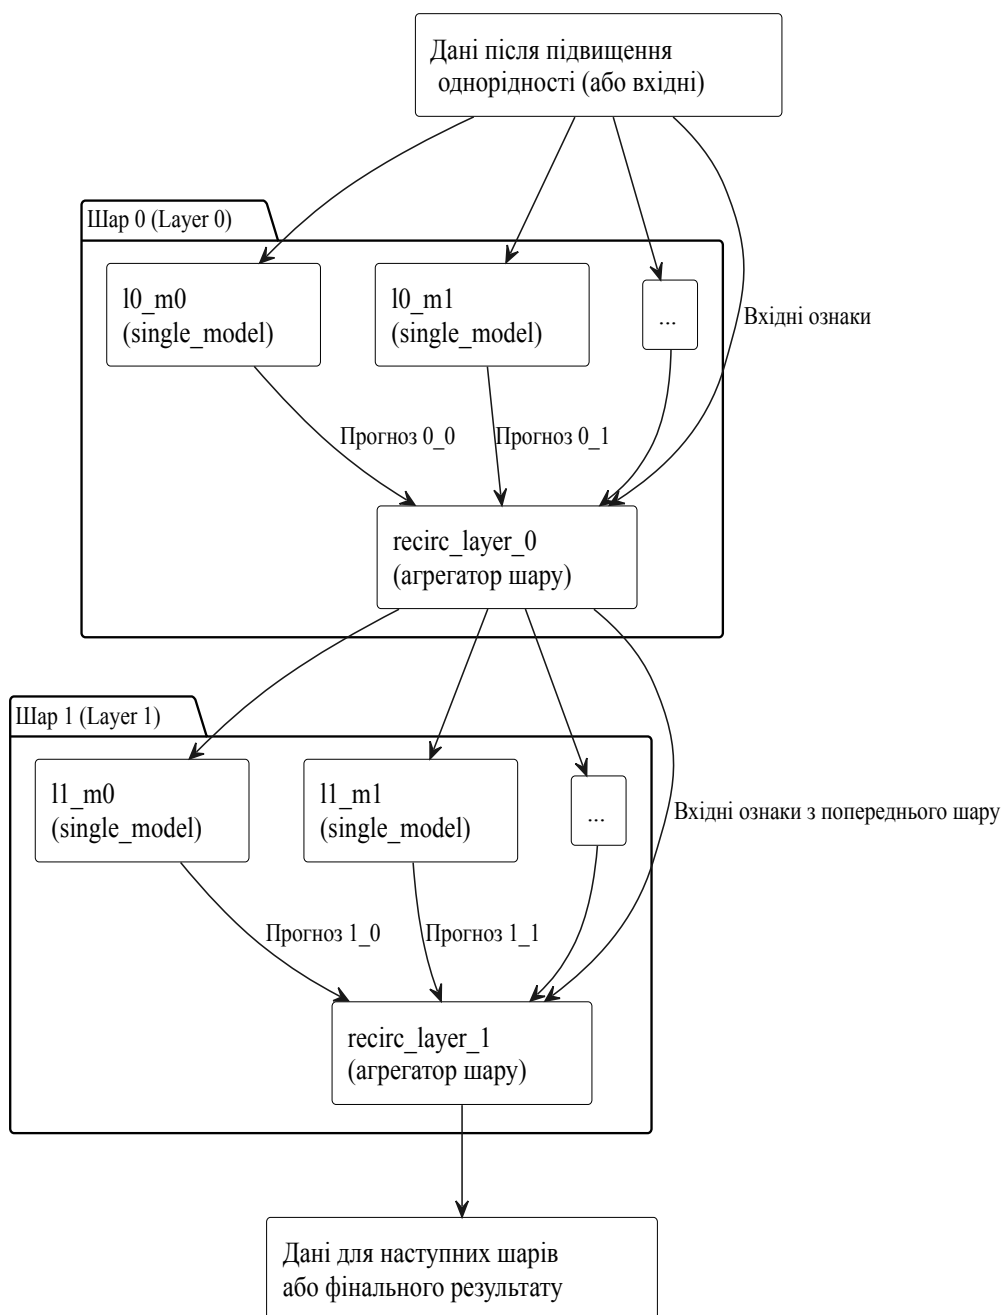 Дані після підвищення
однорідності (або вхідні)
Шар 0 (Layer 0)
l0_m0
(single_model)
l0_m1
(single_model)
...
Вхідні ознаки
Прогноз 0_0
Прогноз 0_1
recirc_layer_0
(агрегатор шару)
Шар 1 (Layer 1)
l1_m0
(single_model)
l1_m1
(single_model)
...
Вхідні ознаки з попереднього шару
Прогноз 1_0
Прогноз 1_1
recirc_layer_1
(агрегатор шару)
Дані для наступних шарів
або фінального результату